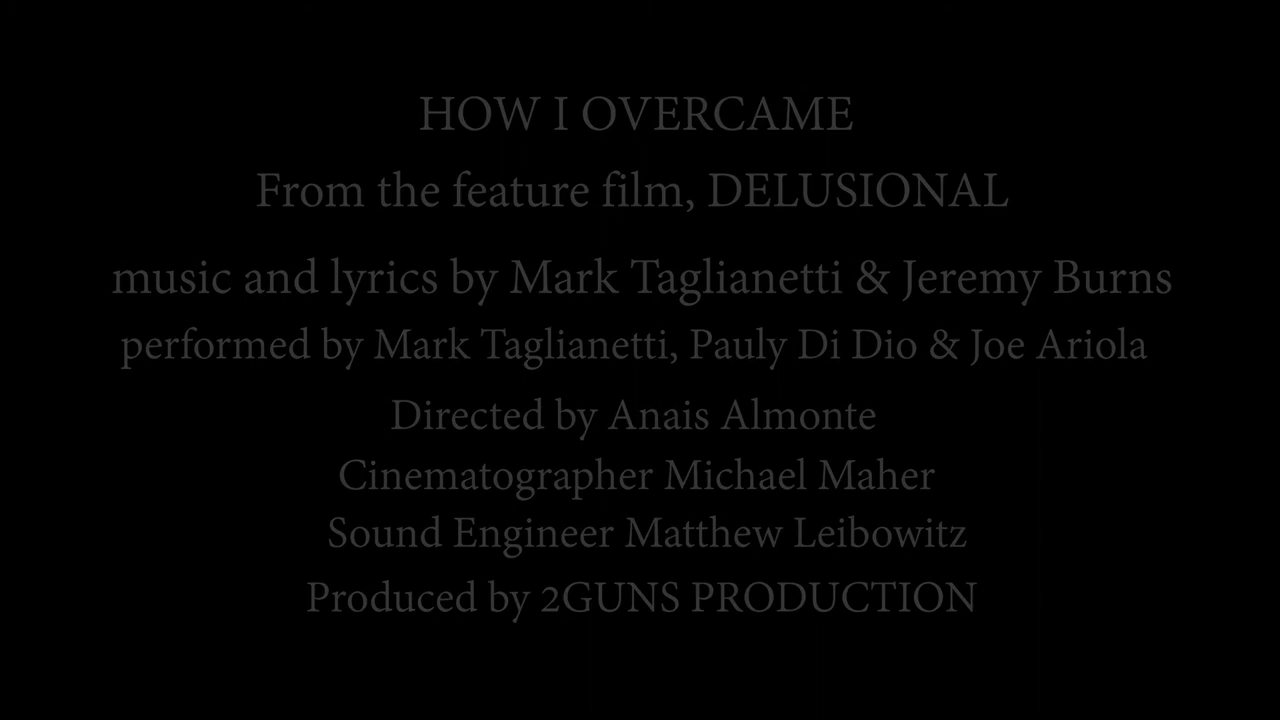 HOW I OVERCAME
From the feature film, DELUSIONAL
music and lyrics by Mark Taglianetti & Jeremy Burns
performed by Mark Taglianetti, Pauly Di Dio & Joe Ariola
Directed by Anais Almonte
Cinematographer Michael Maher
Sound Engineer Matthew Leibowitz
Produced by 2GUNS PRODUCTION